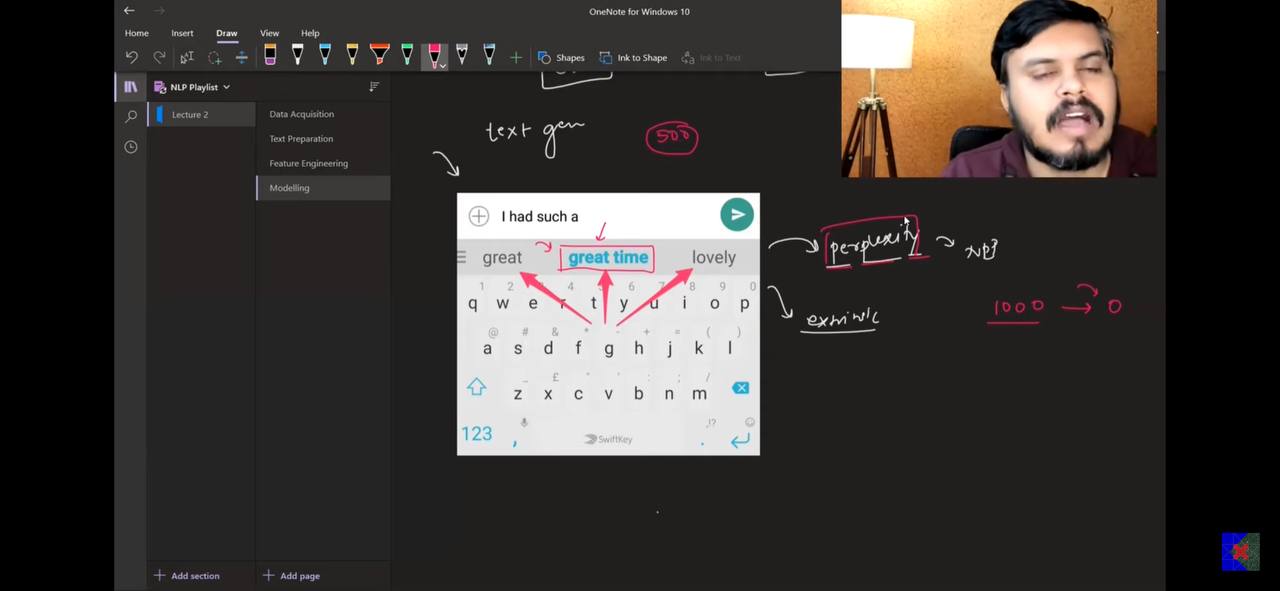 OneNote for Windows 10
Home Insert Draw View Help
Shapes Ink to Shape Ink to Text
NLP Playlist
Lecture 2
Data Acquisition
Text Preparation
Feature Engineering
Modelling
text gen
500
I had such a
great great time lovely
1 2 3 4 6 7 8 9 0
q w e r t y u i o p
@ # & * - + = ( )
a s d f g h j k l
_ £ " ' : ; /
z x c v b n m
123 , SwiftKey . ,!?
perplexity
extrinsic
1000 → 0
Add section Add page